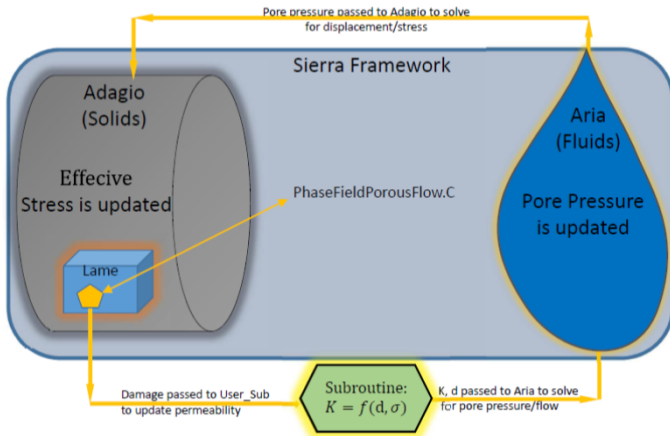 Pore pressure passed to Adagio to solve
for displacement/stress
Sierra Framework
Adagio
(Solids)
Effecive
Stress is updated
Lame
PhaseFieldPorousFlow.C
Aria
(Fluids)
Pore Pressure
is updated
Damage passed to User_Sub
to update permeability
Subroutine:
K = f(d, σ)
K, d passed to Aria to solve
for pore pressure/flow